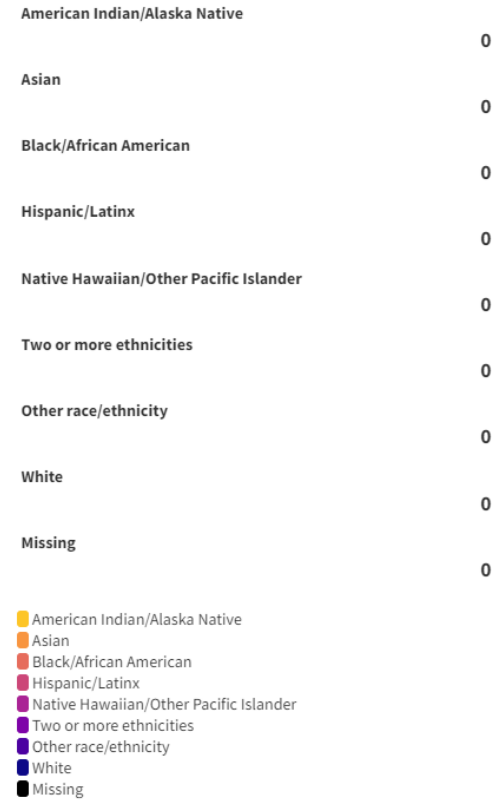 American Indian/Alaska Native
0
Asian
0
Black/African American
0
Hispanic/Latinx
0
Native Hawaiian/Other Pacific Islander
0
Two or more ethnicities
0
Other race/ethnicity
0
White
0
Missing
0
American Indian/Alaska Native
Asian
Black/African American
Hispanic/Latinx
Native Hawaiian/Other Pacific Islander
Two or more ethnicities
Other race/ethnicity
White
Missing